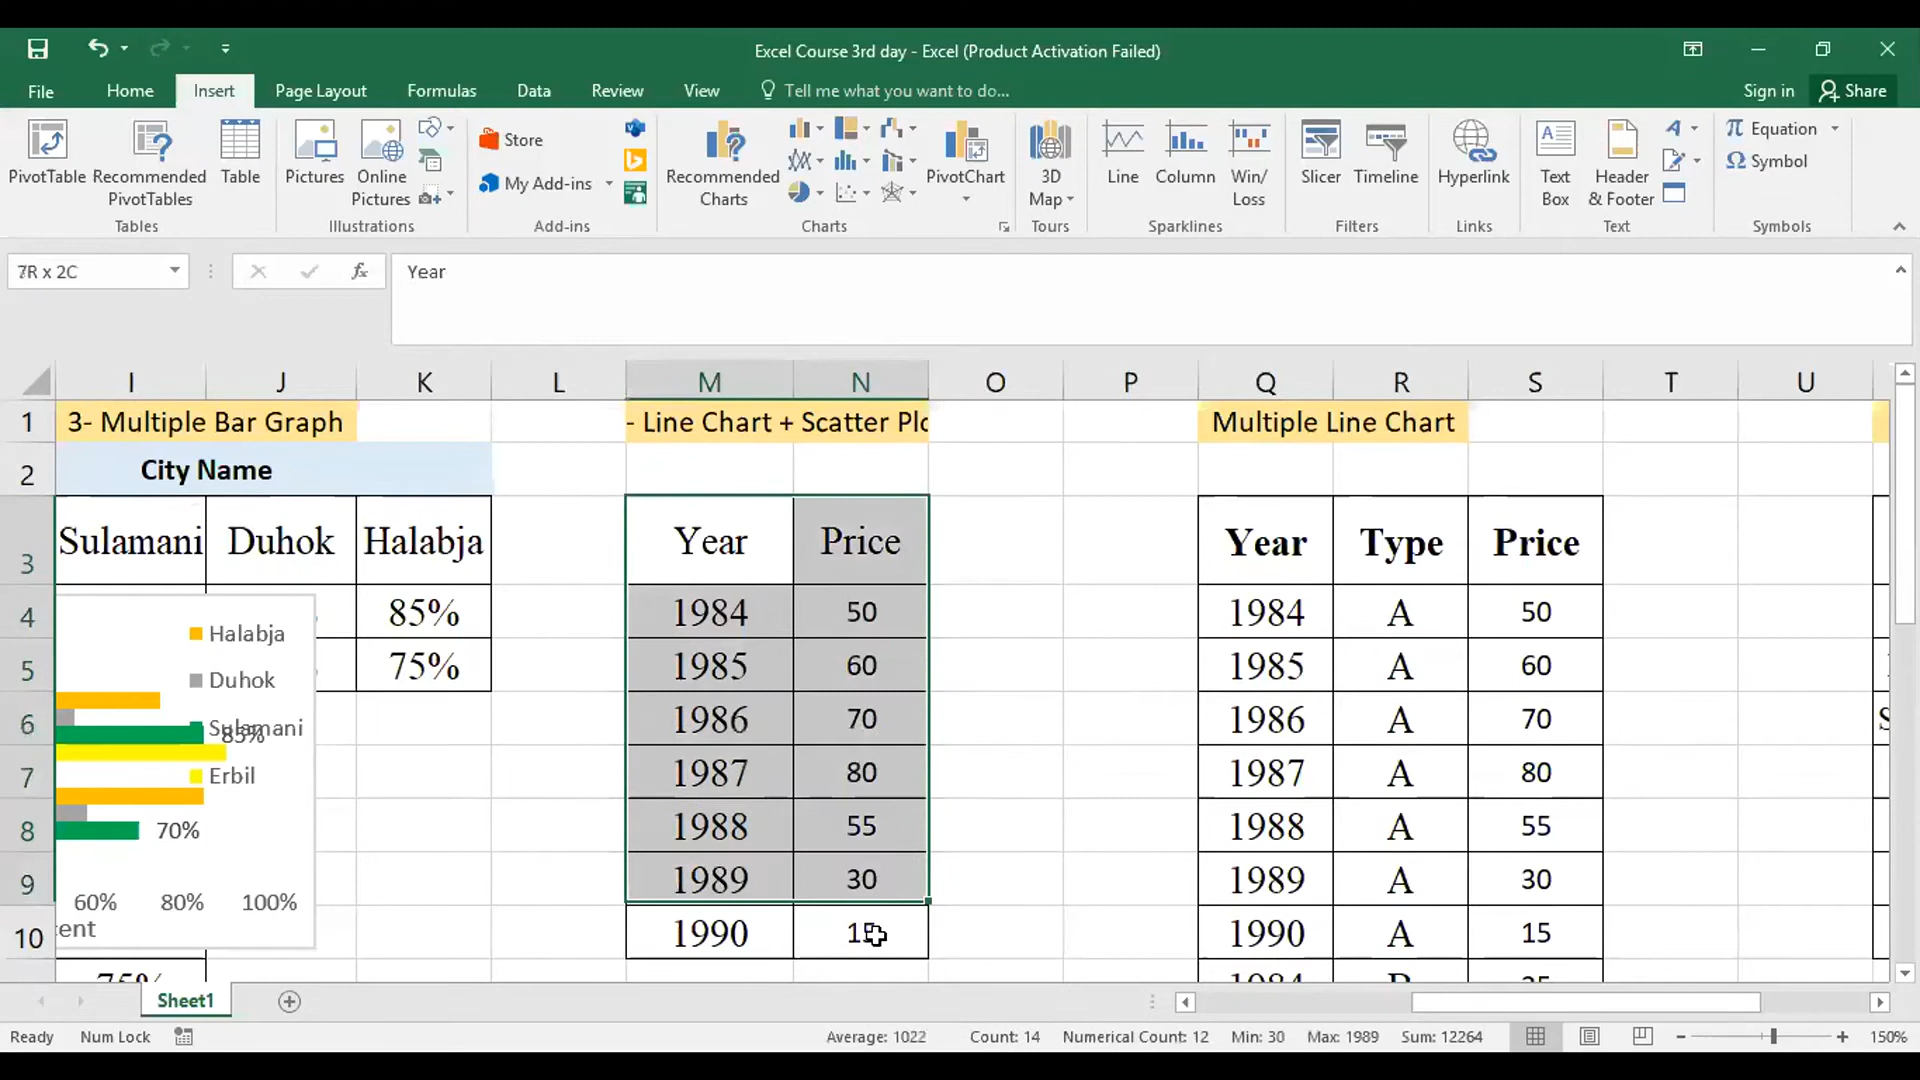 Excel Course 3rd day - Excel (Product Activation Failed)
File Home Insert Page Layout Formulas Data Review View Tell me what you want to do... Sign in Share
PivotTable Recommended PivotTables Table Pictures Online Pictures Store My Add-ins Recommended Charts PivotChart 3D Map Line Column Win/ Loss Slicer Timeline Hyperlink Text Box Header & Footer Equation Symbol
Tables Illustrations Add-ins Charts Tours Sparklines Filters Links Text Symbols
7R x 2C fx Year
I J K L M N O P Q R S T U
1 3- Multiple Bar Graph - Line Chart + Scatter Plo Multiple Line Chart
2 City Name
3 Sulamani Duhok Halabja Year Price Year Type Price
4 Halabja 85% 1984 50 1984 A 50
5 Duhok 75% 1985 60 1985 A 60
6 Sulamani 85% 1986 70 1986 A 70
7 Erbil 1987 80 1987 A 80
8 70% 1988 55 1988 A 55
9 60% 80% 100% 1989 30 1989 A 30
10 cent 1990 1990 A 15
75% 1984 B
Sheet1
Ready Num Lock Average: 1022 Count: 14 Numerical Count: 12 Min: 30 Max: 1989 Sum: 12264 150%